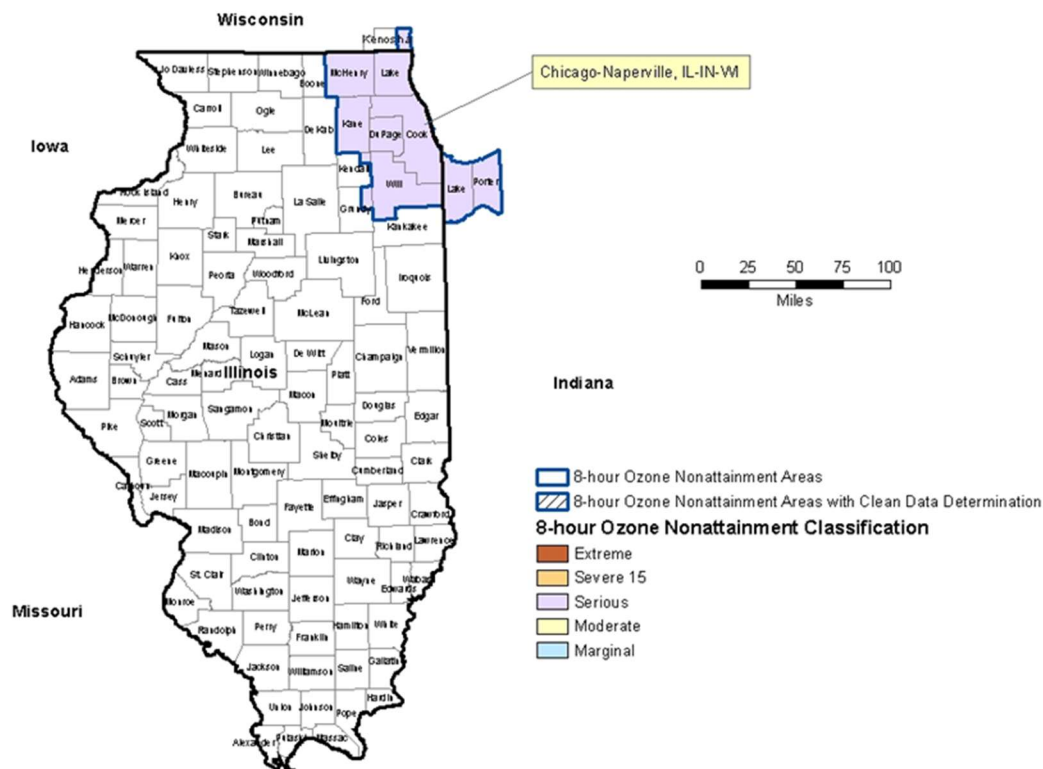 Wisconsin
Kenosha
Chicago-Naperville, IL-IN-WI
Jo Daviess Stephenson Winnebago Boone McHenry Lake
Carroll Ogle De Kalb Kane DuPage Cook
Iowa
Whiteside Lee Kendall Will Lake Porter
Rock Island Henry Bureau La Salle Grundy
Mercer Putnam Kankakee
Stark Marshall
Henderson Warren Knox Peoria Woodford Livingston Iroquois
0 25 50 75 100
Miles
Ford
Hancock McDonough Fulton Tazewell McLean
Schuyler Mason Logan De Witt Champaign Vermilion
Adams Brown Cass Menard Illinois Piatt
Indiana
Macon
Pike Scott Morgan Sangamon Moultrie Douglas Edgar
Christian Coles
Greene Macoupin Montgomery Shelby Cumberland Clark
Calhoun Jersey
Fayette Effingham Jasper Crawford
Madison Bond
Clay Richland Lawrence
Clinton Marion
St. Clair Wayne Edwards Wabash
Missouri
Monroe Washington Jefferson
Randolph Perry Hamilton White
Franklin
Jackson Williamson Saline Gallatin
Union Johnson Pope Hardin
Alexander Pulaski Massac
8-hour Ozone Nonattainment Areas
8-hour Ozone Nonattainment Areas with Clean Data Determination
8-hour Ozone Nonattainment Classification
Extreme
Severe 15
Serious
Moderate
Marginal